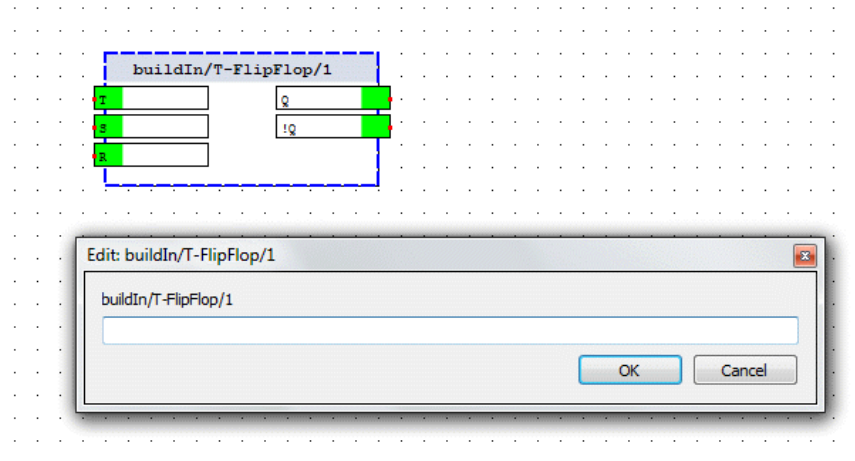 buildIn/T-FlipFlop/1
T
Q
S
!Q
R
Edit: buildIn/T-FlipFlop/1
buildIn/T-FlipFlop/1
OK Cancel